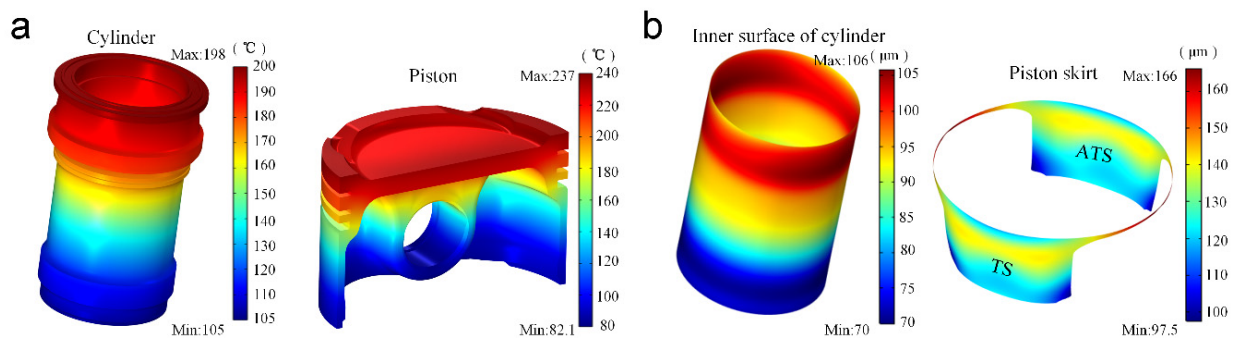 a
Cylinder
Max:198
(℃)
200
190
180
170
160
150
140
130
120
110
105
Min:105
Piston
Max:237
(℃)
240
220
200
180
160
140
120
100
80
Min:82.1
b
Inner surface of cylinder
Max:106
(μm)
105
100
95
90
85
80
75
70
Min:70
Piston skirt
Max:166
(μm)
160
150
140
130
120
110
100
Min:97.5
ATS
TS